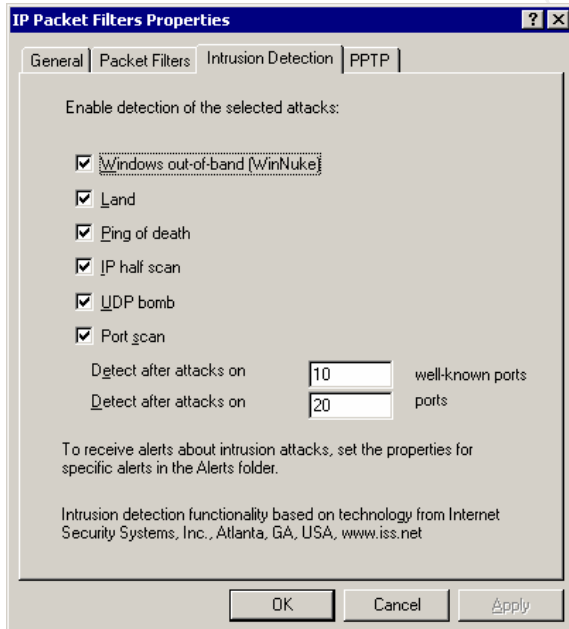 IP Packet Filters Properties
General
Packet Filters
Intrusion Detection
PPTP
Enable detection of the selected attacks:
Windows out-of-band (WinNuke)
Land
Ping of death
IP half scan
UDP bomb
Port scan
Detect after attacks on 10 well-known ports
Detect after attacks on 20 ports
To receive alerts about intrusion attacks, set the properties for
specific alerts in the Alerts folder.
Intrusion detection functionality based on technology from Internet
Security Systems, Inc., Atlanta, GA, USA, www.iss.net
OK
Cancel
Apply